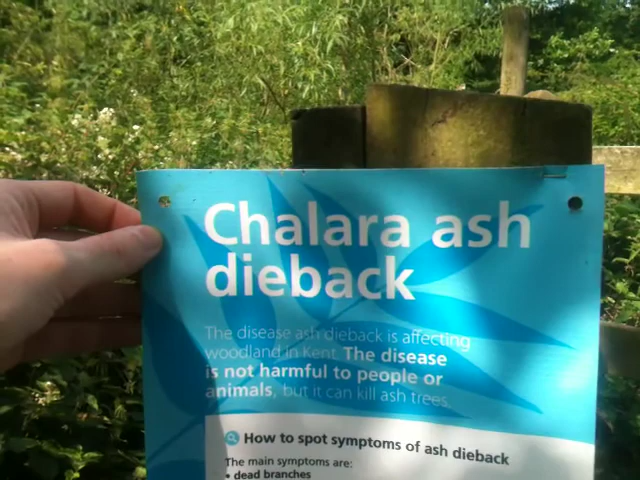 Chalara ash
dieback
The disease ash dieback is affecting
woodland in Kent. The disease
is not harmful to people or
animals, but it can kill ash trees.
How to spot symptoms of ash dieback
The main symptoms are:
• dead branches